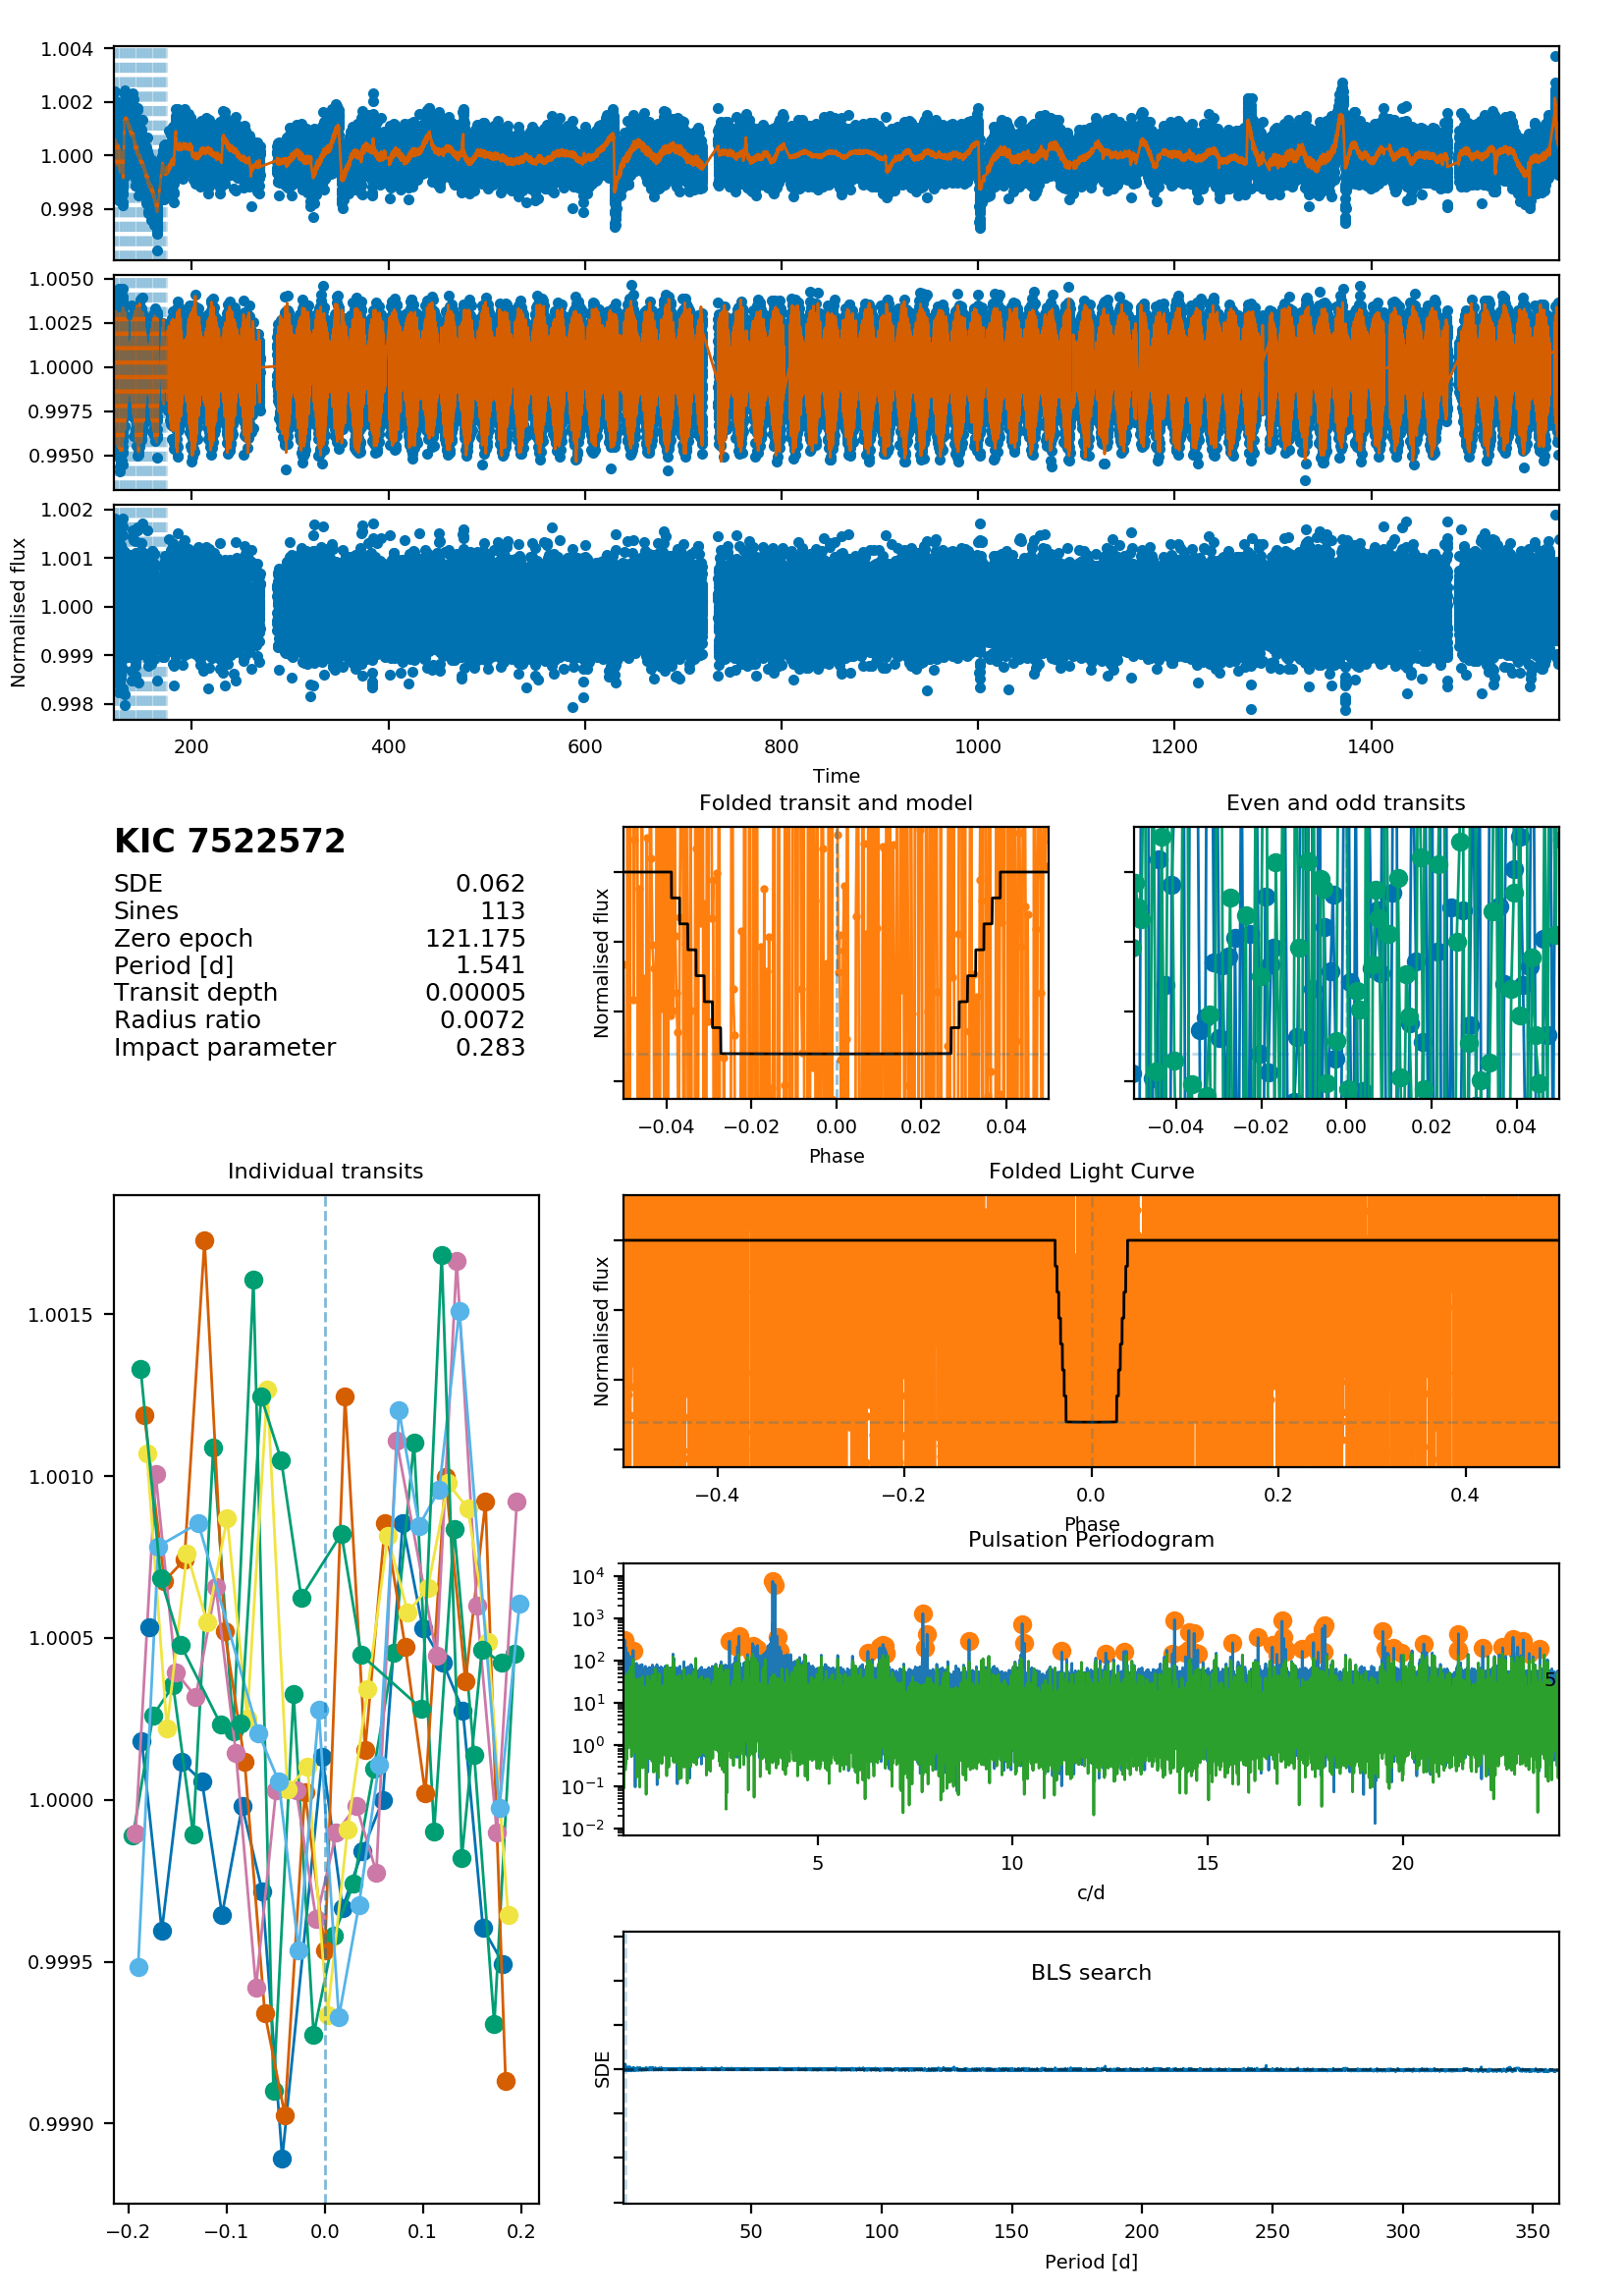 1.004
1.002
1.000
0.998
1.0050
1.0025
1.0000
0.9975
0.9950
1.002
1.001
1.000
0.999
0.998
Normalised flux
200 400 600 800 1000 1200 1400
Time
KIC 7522572
SDE 0.062
Sines 113
Zero epoch 121.175
Period [d] 1.541
Transit depth 0.00005
Radius ratio 0.0072
Impact parameter 0.283
Folded transit and model
Normalised flux
−0.04 −0.02 0.00 0.02 0.04
Phase
Even and odd transits
−0.04 −0.02 0.00 0.02 0.04
Individual transits
1.0015
1.0010
1.0005
1.0000
0.9995
0.9990
−0.2 −0.1 0.0 0.1 0.2
Folded Light Curve
Normalised flux
−0.4 −0.2 0.0 0.2 0.4
Phase
Pulsation Periodogram
10⁴
10³
10²
10¹
10⁰
10⁻¹
10⁻²
5
5 10 15 20
c/d
BLS search
SDE
50 100 150 200 250 300 350
Period [d]